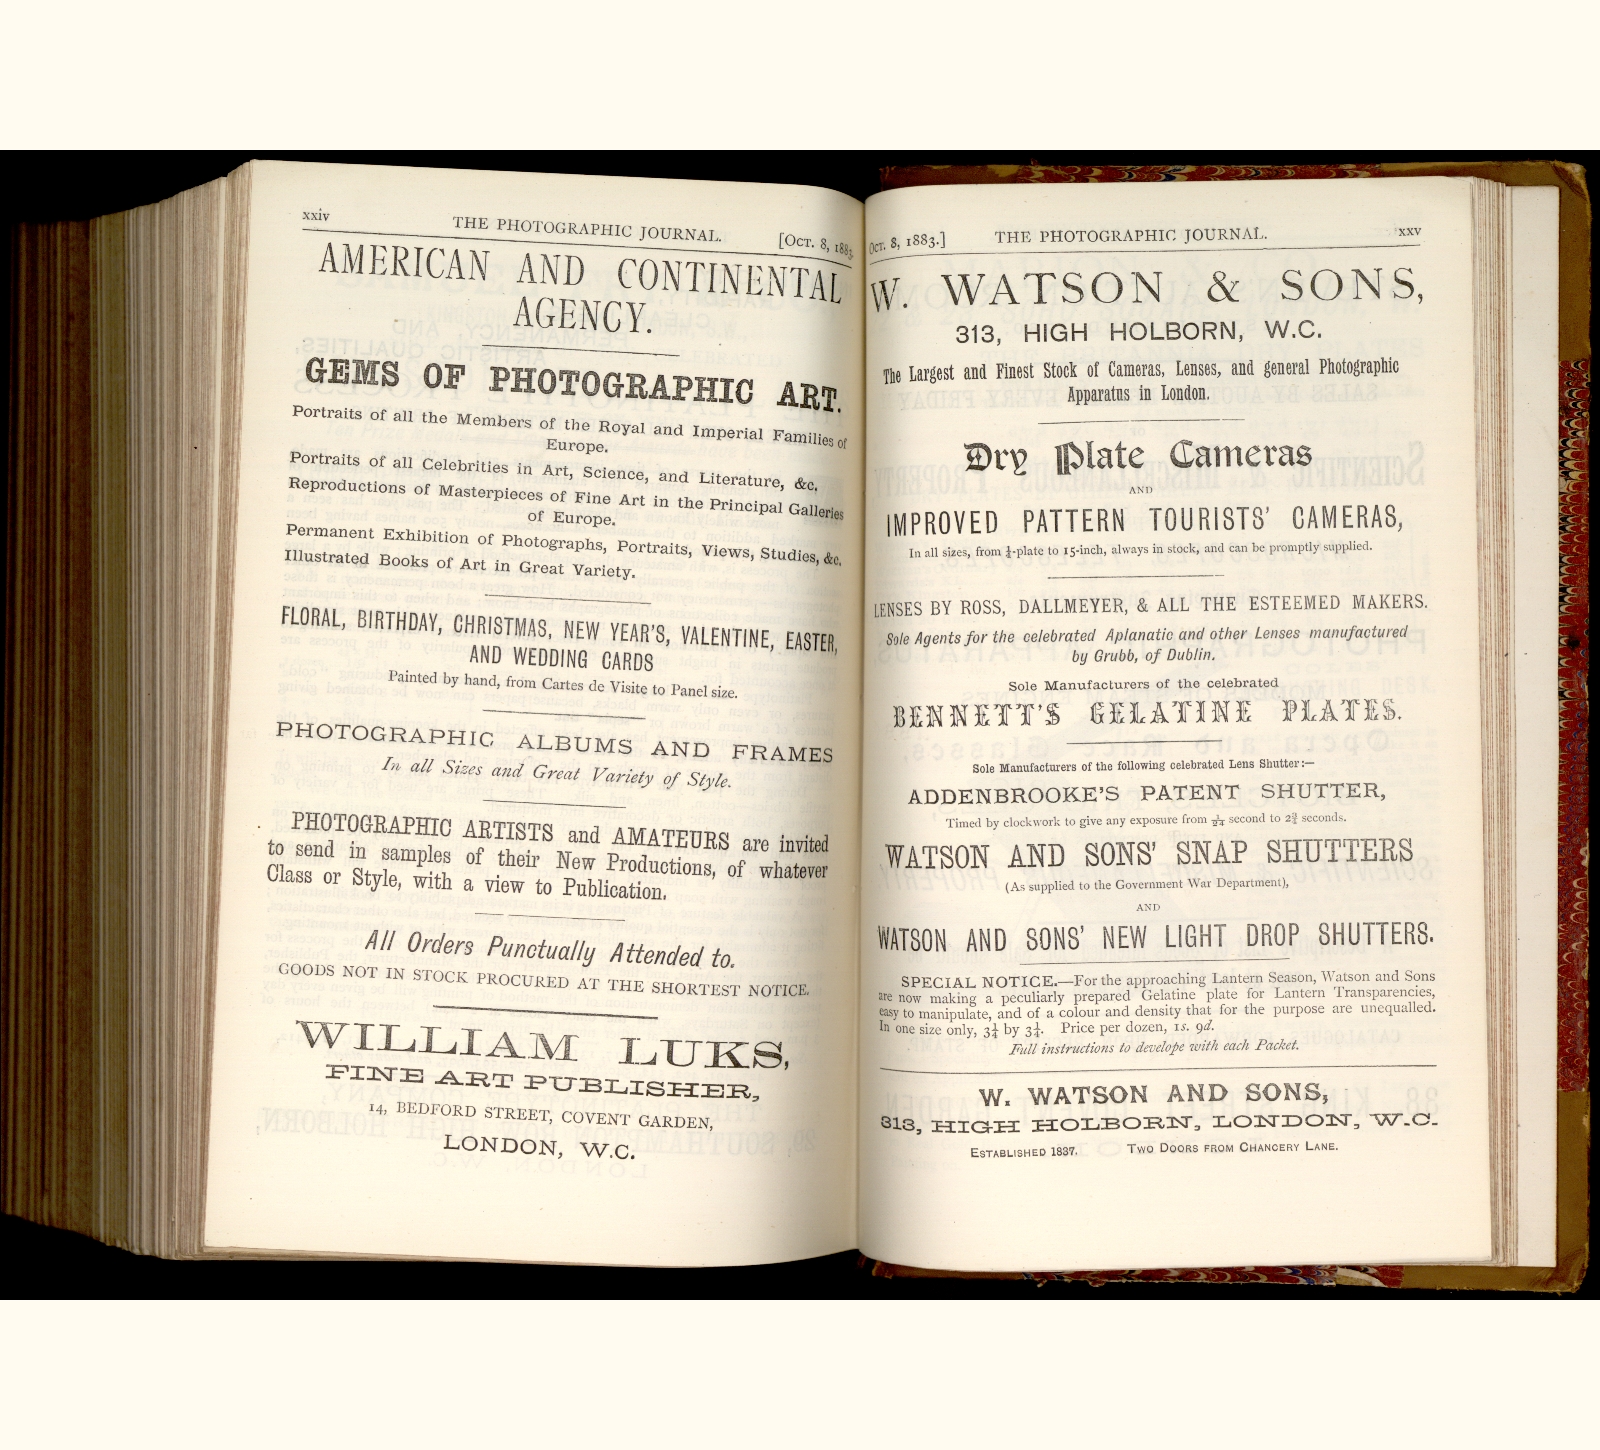 xxiv THE PHOTOGRAPHIC JOURNAL. [Oct. 8, 1883.
AMERICAN AND CONTINENTAL
AGENCY.
GEMS OF PHOTOGRAPHIC ART.
Portraits of all the Members of the Royal and Imperial Families of
Europe.
Portraits of all Celebrities in Art, Science, and Literature, &c.
Reproductions of Masterpieces of Fine Art in the Principal Galleries
of Europe.
Permanent Exhibition of Photographs, Portraits, Views, Studies, &c.
Illustrated Books of Art in Great Variety.
FLORAL, BIRTHDAY, CHRISTMAS, NEW YEAR'S, VALENTINE, EASTER,
AND WEDDING CARDS
Painted by hand, from Cartes de Visite to Panel size.
PHOTOGRAPHIC ALBUMS AND FRAMES
In all Sizes and Great Variety of Style.
PHOTOGRAPHIC ARTISTS and AMATEURS are invited
to send in samples of their New Productions, of whatever
Class or Style, with a view to Publication.
All Orders Punctually Attended to.
GOODS NOT IN STOCK PROCURED AT THE SHORTEST NOTICE.
WILLIAM LUKS,
FINE ART PUBLISHER,
14, BEDFORD STREET, COVENT GARDEN,
LONDON, W.C.
Oct. 8, 1883.] THE PHOTOGRAPHIC JOURNAL. xxv
W. WATSON & SONS,
313, HIGH HOLBORN, W.C.
The Largest and Finest Stock of Cameras, Lenses, and general Photographic
Apparatus in London.
Dry Plate Cameras
AND
IMPROVED PATTERN TOURISTS' CAMERAS,
In all sizes, from ¼-plate to 15-inch, always in stock, and can be promptly supplied.
LENSES BY ROSS, DALLMEYER, & ALL THE ESTEEMED MAKERS.
Sole Agents for the celebrated Aplanatic and other Lenses manufactured
by Grubb, of Dublin.
Sole Manufacturers of the celebrated
BENNETT'S GELATINE PLATES.
Sole Manufacturers of the following celebrated Lens Shutter:—
ADDENBROOKE'S PATENT SHUTTER,
Timed by clockwork to give any exposure from 1/24 second to 2¾ seconds.
WATSON AND SONS' SNAP SHUTTERS
(As supplied to the Government War Department),
AND
WATSON AND SONS' NEW LIGHT DROP SHUTTERS.
SPECIAL NOTICE.—For the approaching Lantern Season, Watson and Sons
are now making a peculiarly prepared Gelatine plate for Lantern Transparencies,
easy to manipulate, and of a colour and density that for the purpose are unequalled.
In one size only, 3¼ by 3¼. Price per dozen, 1s. 9d.
Full instructions to develope with each Packet.
W. WATSON AND SONS,
313, HIGH HOLBORN, LONDON, W.C.
Established 1837. Two Doors from Chancery Lane.